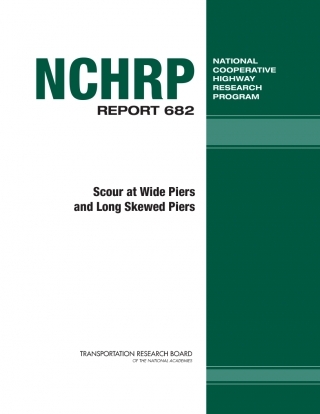 NCHRP
REPORT 682
NATIONAL
COOPERATIVE
HIGHWAY
RESEARCH
PROGRAM
Scour at Wide Piers
and Long Skewed Piers
TRANSPORTATION RESEARCH BOARD
OF THE NATIONAL ACADEMIES